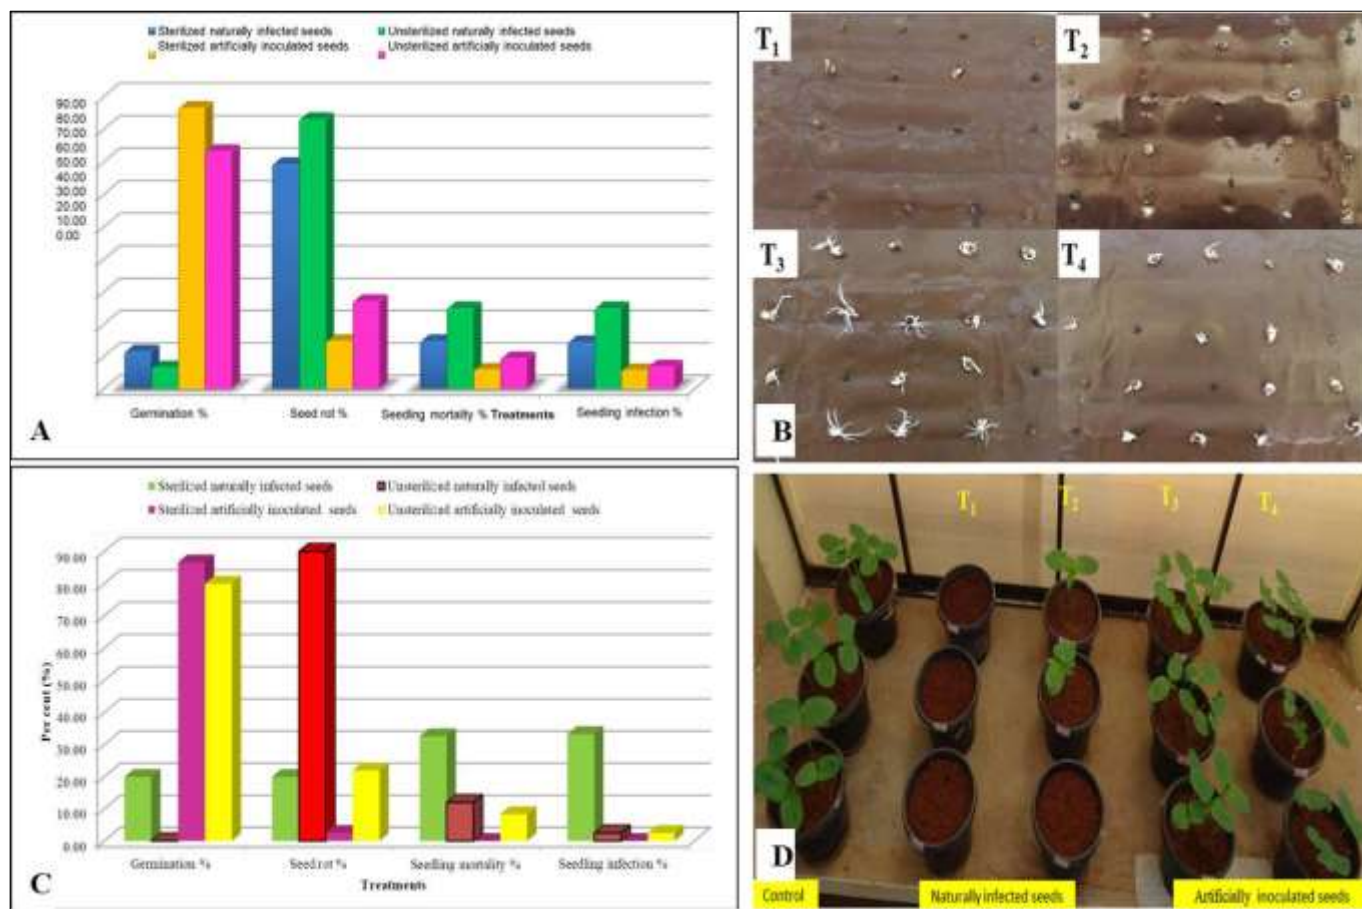 Sterilized naturally infected seeds
Unsterilized naturally infected seeds
Sterilized artificially inoculated seeds
Unsterilized artificially inoculated seeds
90.00
80.00
70.00
60.00
50.00
40.00
30.00
20.00
10.00
0.00
Germination %
Seed rot %
Seeding mortality % Treatments
Seeding infection %
A
T1
T2
T3
T4
B
Sterilized naturally infected seeds
Unsterilized naturally infected seeds
Sterilized artificially inoculated seeds
Unsterilized artificially inoculated seeds
Per cent (%)
90.00
80.00
70.00
60.00
50.00
40.00
30.00
20.00
10.00
0.00
Germination %
Seed rot %
Seedling mortality %
Seedling infection %
Treatments
C
T1
T2
T3
T4
D
Control
Naturally infected seeds
Artificially inoculated seeds